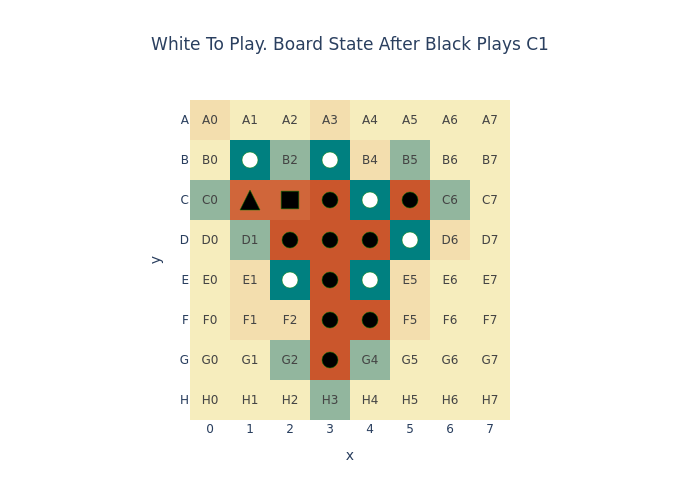 White To Play. Board State After Black Plays C1
A A0 A1 A2 A3 A4 A5 A6 A7
B B0 B2 B4 B5 B6 B7
C C0 C6 C7
D D0 D1 D6 D7
E E0 E1 E5 E6 E7
F F0 F1 F2 F5 F6 F7
G G0 G1 G2 G4 G5 G6 G7
H H0 H1 H2 H3 H4 H5 H6 H7
0 1 2 3 4 5 6 7
x
y